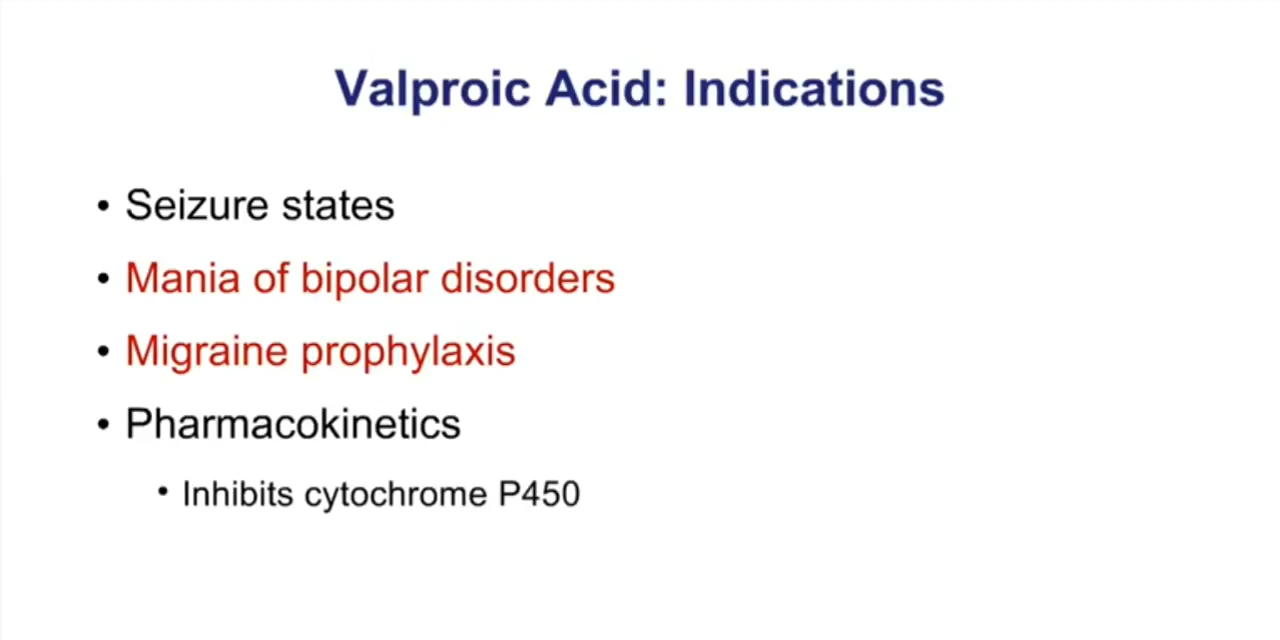 Valproic Acid: Indications
• Seizure states
• Mania of bipolar disorders
• Migraine prophylaxis
• Pharmacokinetics
• Inhibits cytochrome P450